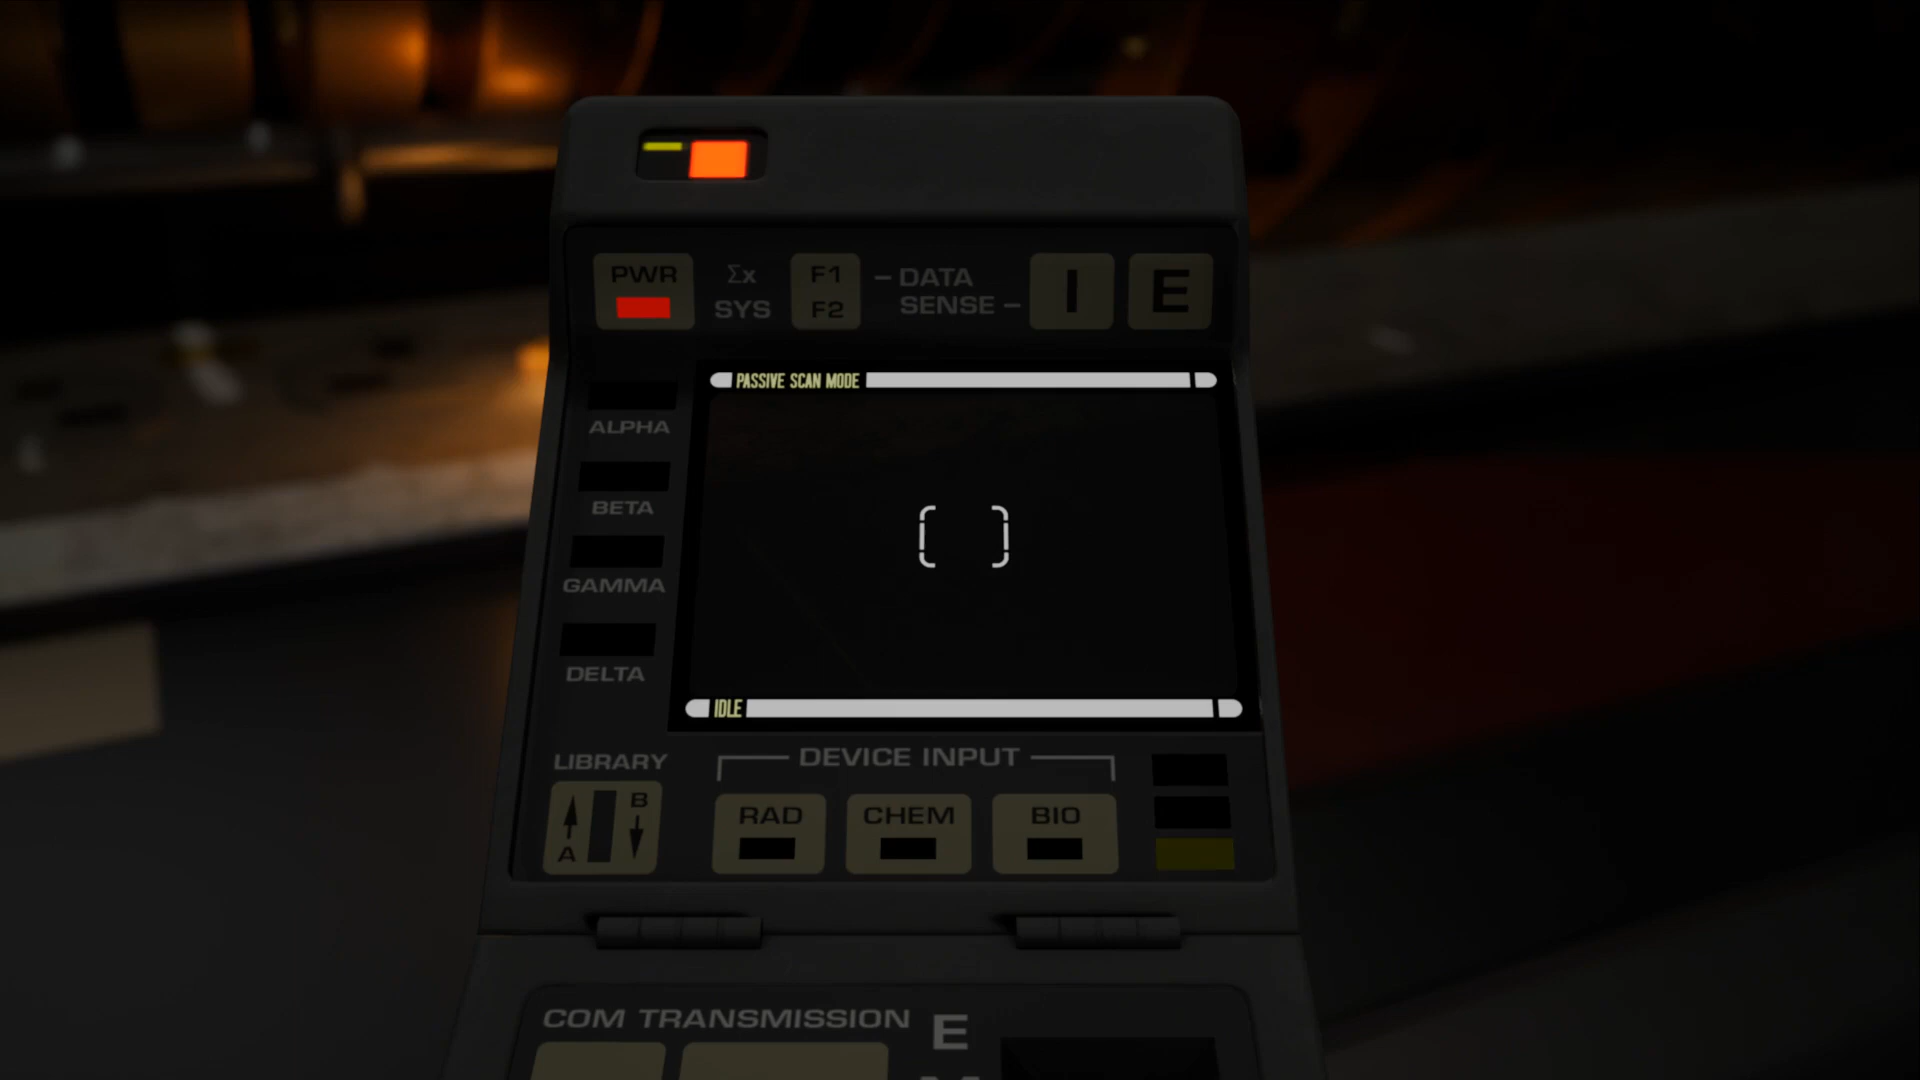 PWR
Σx
SYS
F1
F2
– DATA
SENSE –
I
E
PASSIVE SCAN MODE
ALPHA
BETA
GAMMA
DELTA
IDLE
LIBRARY
A
B
DEVICE INPUT
RAD
CHEM
BIO
COM TRANSMISSION
E